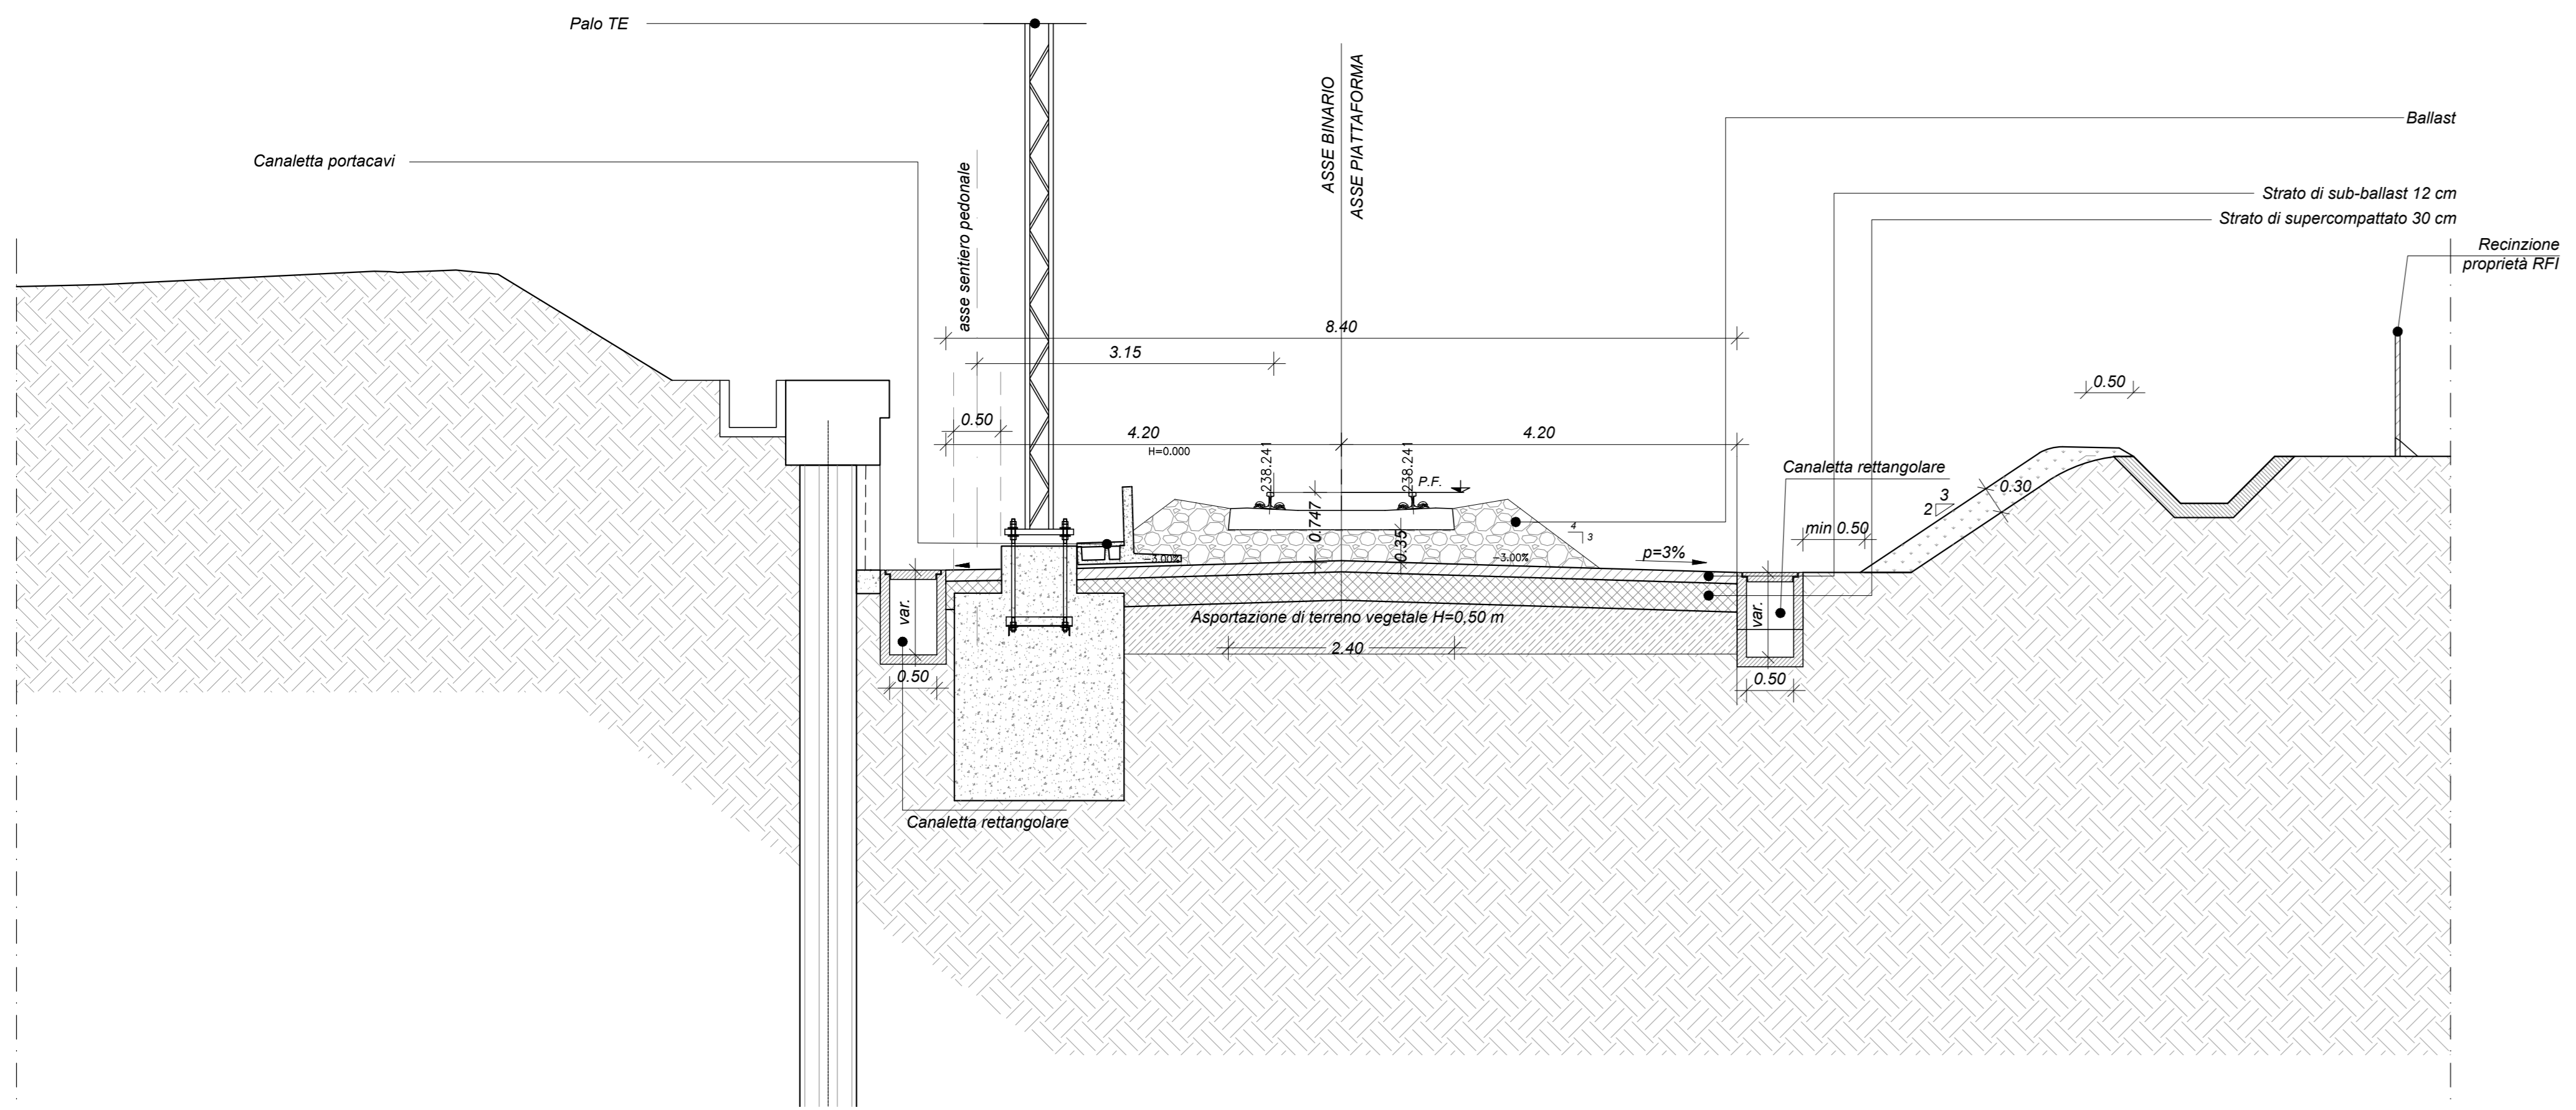 Palo TE
ASSE BINARIO
ASSE PIATTAFORMA
Ballast
Canaletta portacavi
asse sentiero pedonale
Strato di sub-ballast 12 cm
Strato di supercompattato 30 cm
Recinzione
proprietà RFI
8.40
3.15
0.50
0.50
4.20
4.20
H=0.000
238.241
238.241
P.F.
Canaletta rettangolare
0.747
0.35
4
3
3
2
0.30
min 0.50
-3.00%
-3.00%
p=3%
var.
var.
Asportazione di terreno vegetale H=0,50 m
2.40
0.50
0.50
Canaletta rettangolare